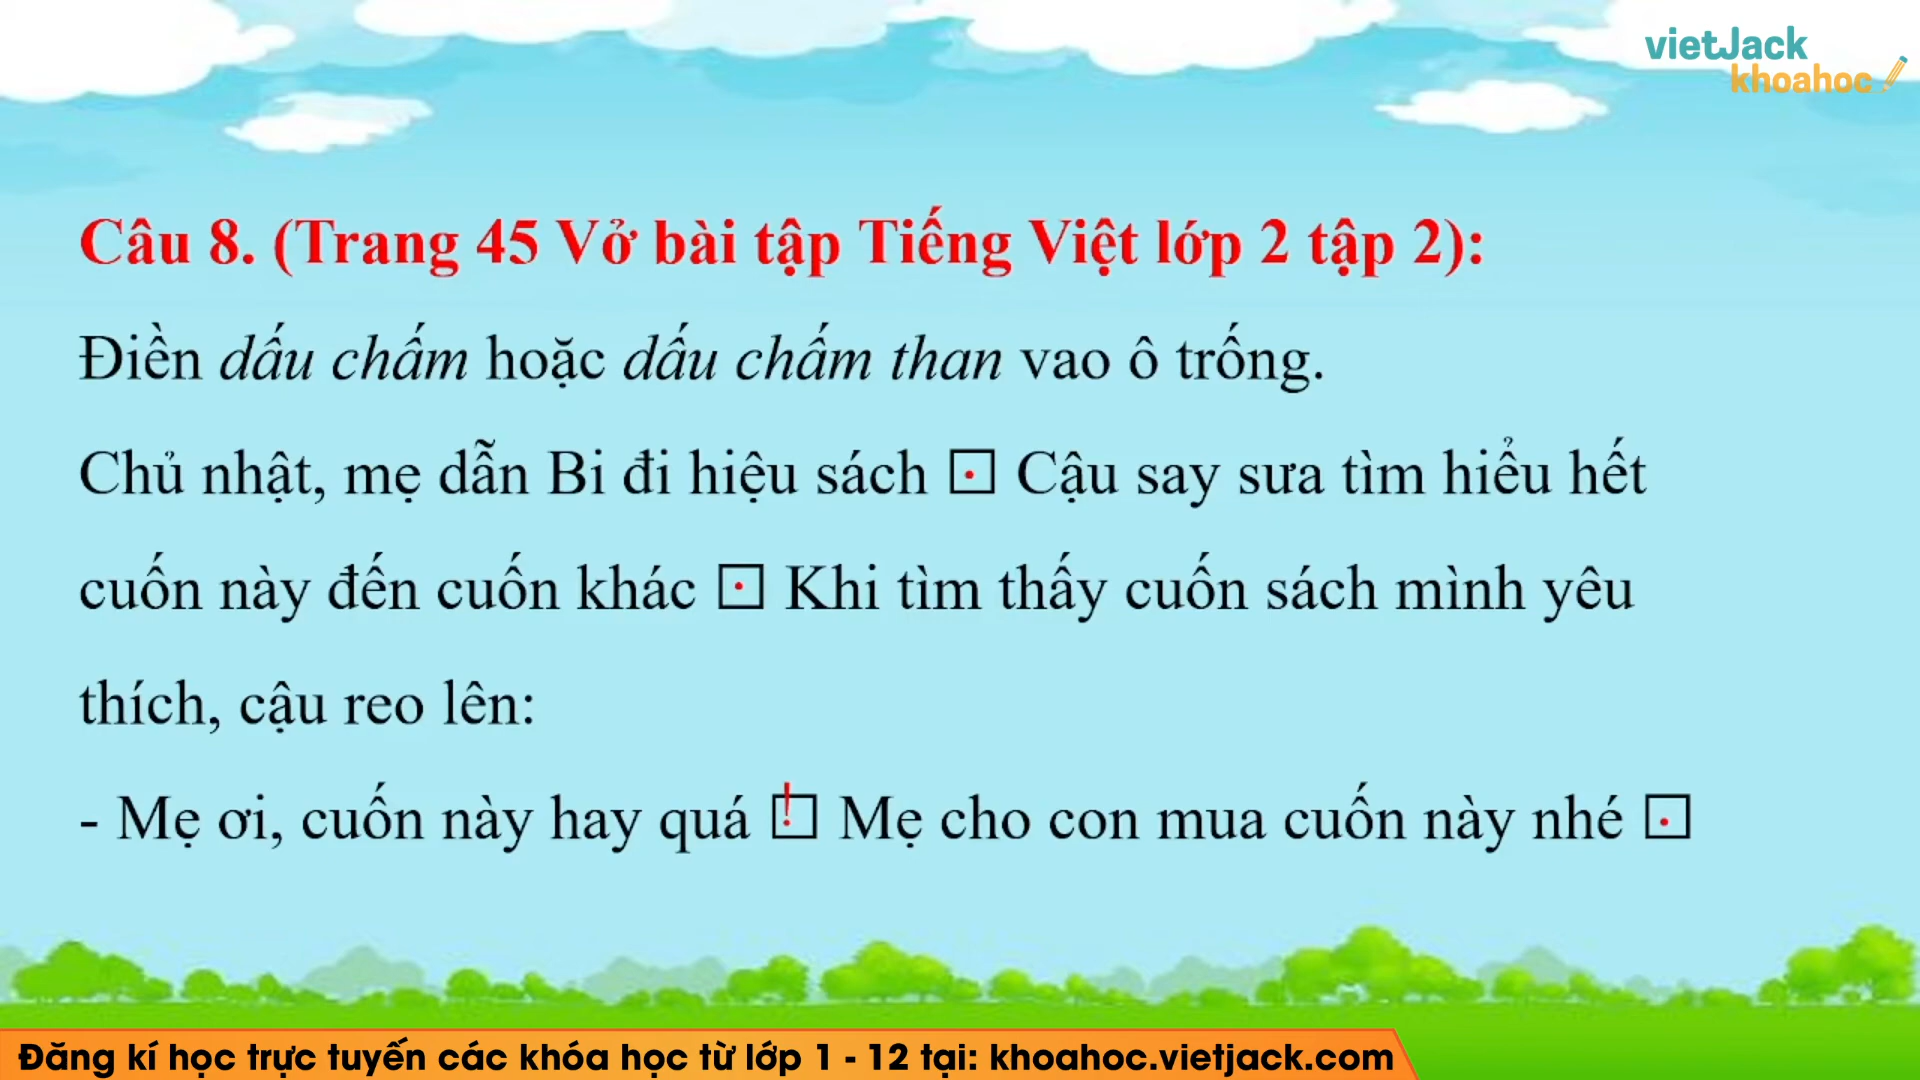 vietJack
khoahoc
Câu 8. (Trang 45 Vở bài tập Tiếng Việt lớp 2 tập 2):
Điền dấu chấm hoặc dấu chấm than vao ô trống.
Chủ nhật, mẹ dẫn Bi đi hiệu sách . Cậu say sưa tìm hiểu hết
cuốn này đến cuốn khác . Khi tìm thấy cuốn sách mình yêu
thích, cậu reo lên:
- Mẹ ơi, cuốn này hay quá ! Mẹ cho con mua cuốn này nhé .
Đăng kí học trực tuyến các khóa học từ lớp 1 - 12 tại: khoahoc.vietjack.com